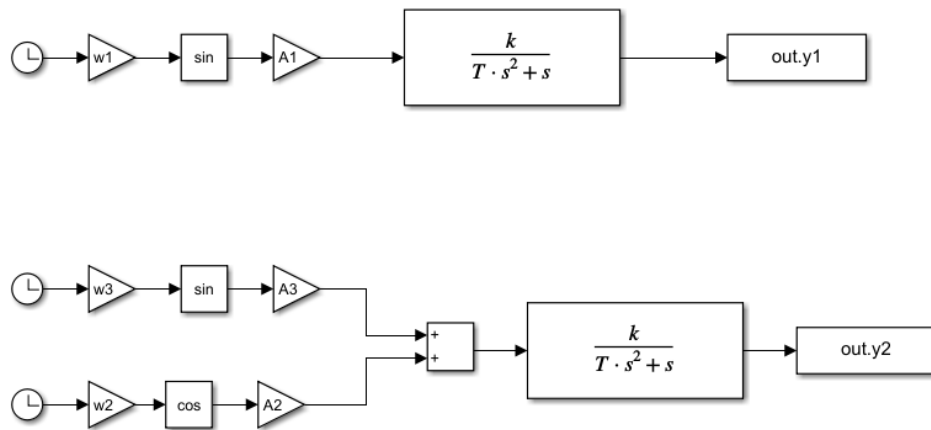 w1
sin
A1
k
T · s² + s
out.y1
w3
sin
A3
+
+
k
T · s² + s
out.y2
w2
cos
A2